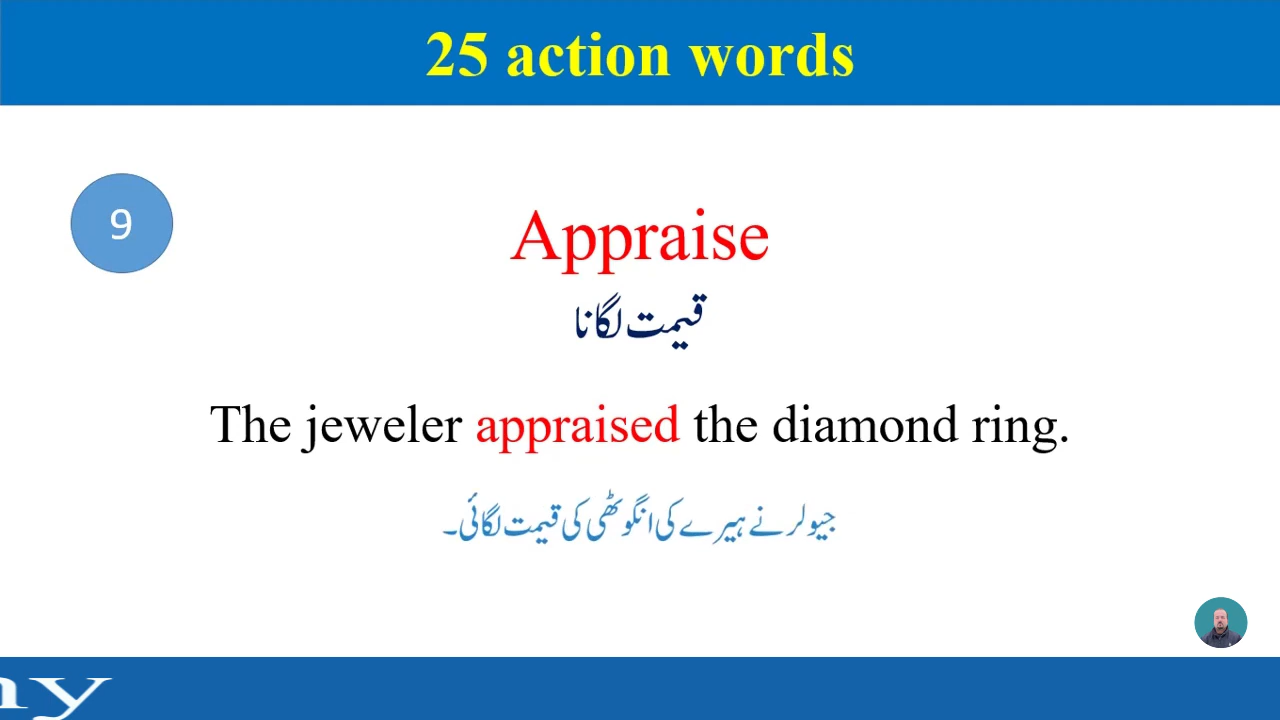 25 action words
9
Appraise
قیمت لگانا
The jeweler appraised the diamond ring.
جیولر نے ہیرے کی انگوٹھی کی قیمت لگائی۔